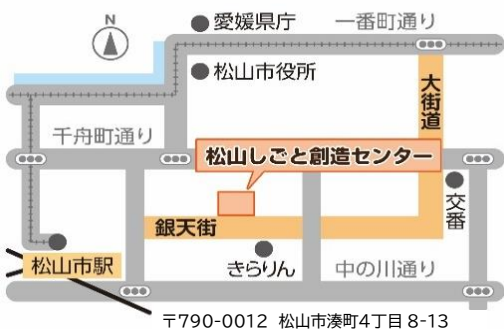 N
愛媛県庁
一番町通り
松山市役所
大街道
千舟町通り
松山しごと創造センター
交番
銀天街
松山市駅
きらりん
中の川通り
〒790-0012 松山市湊町4丁目8-13